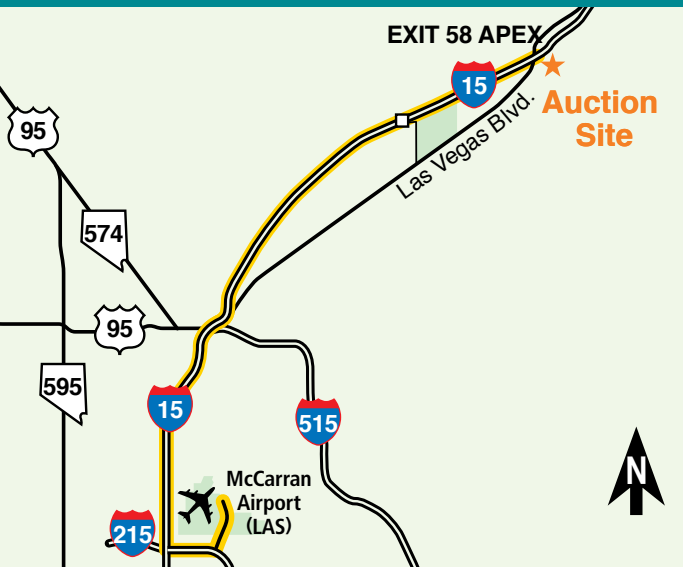 EXIT 58 APEX
15
Auction
Site
Las Vegas Blvd.
95
574
95
595
15
515
McCarran
Airport
(LAS)
N
215